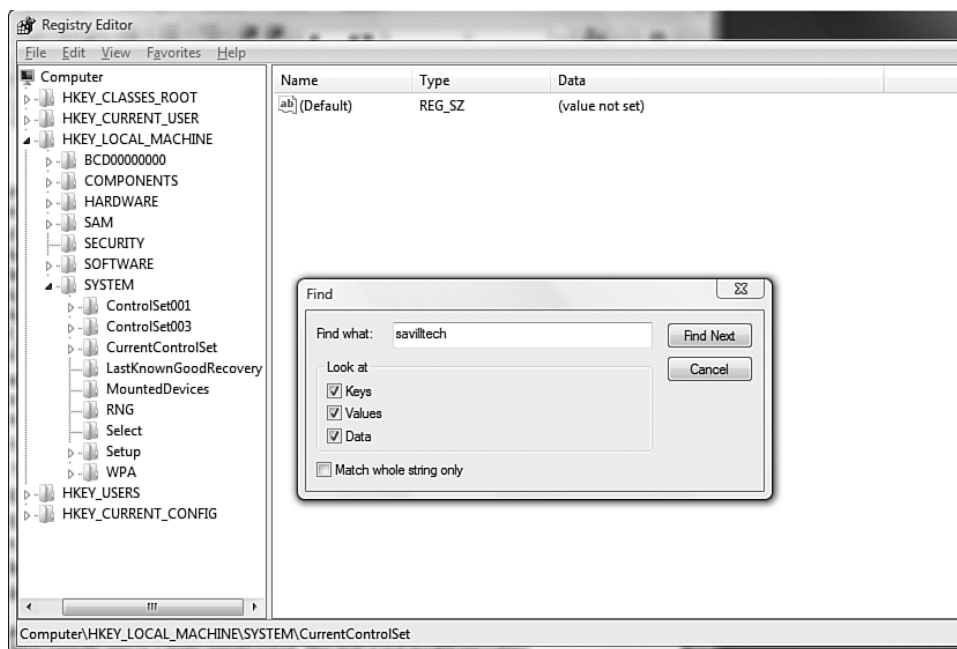 Registry Editor
File Edit View Favorites Help
Computer
HKEY_CLASSES_ROOT
HKEY_CURRENT_USER
HKEY_LOCAL_MACHINE
BCD00000000
COMPONENTS
HARDWARE
SAM
SECURITY
SOFTWARE
SYSTEM
ControlSet001
ControlSet003
CurrentControlSet
LastKnownGoodRecovery
MountedDevices
RNG
Select
Setup
WPA
HKEY_USERS
HKEY_CURRENT_CONFIG
Name Type Data
ab (Default) REG_SZ (value not set)
Find
Find what: savilltech Find Next
Look at Cancel
Keys
Values
Data
Match whole string only
Computer\HKEY_LOCAL_MACHINE\SYSTEM\CurrentControlSet